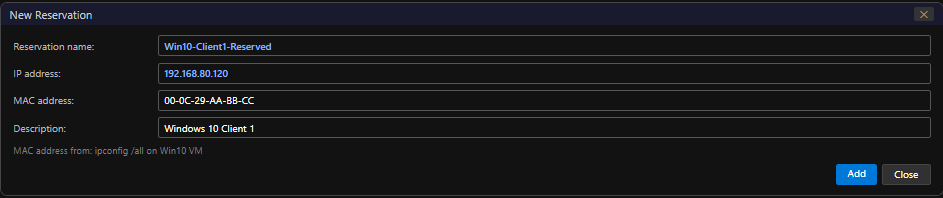 New Reservation
Reservation name: Win10-Client1-Reserved
IP address: 192.168.80.120
MAC address: 00-0C-29-AA-BB-CC
Description: Windows 10 Client 1
MAC address from: ipconfig /all on Win10 VM
Add Close